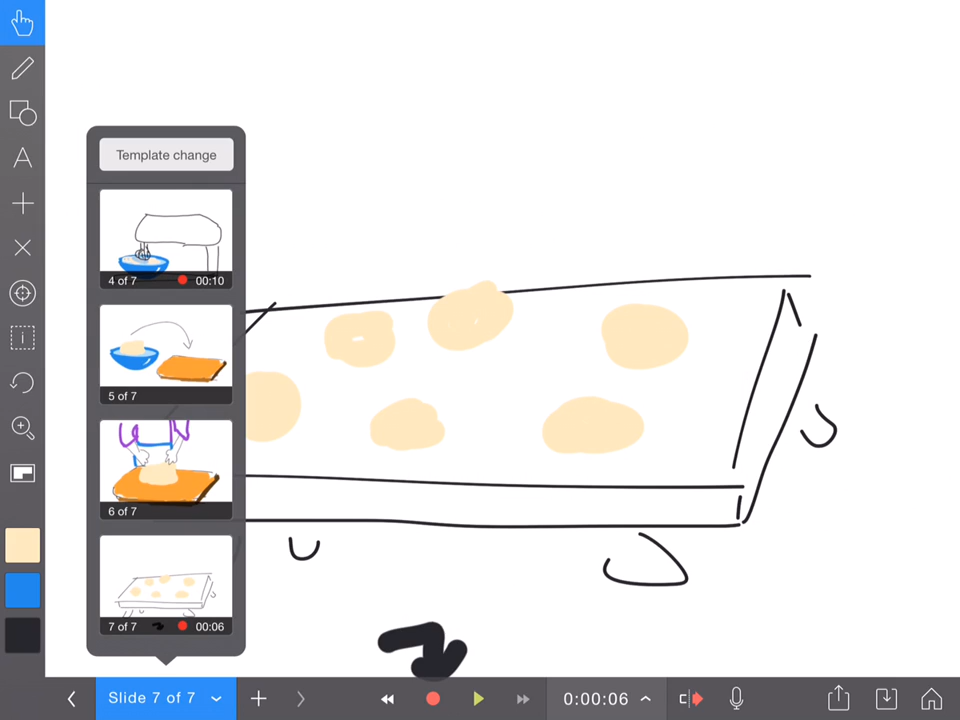 Template change
4 of 7 00:10
5 of 7
6 of 7
7 of 7 00:06
Slide 7 of 7 0:00:06